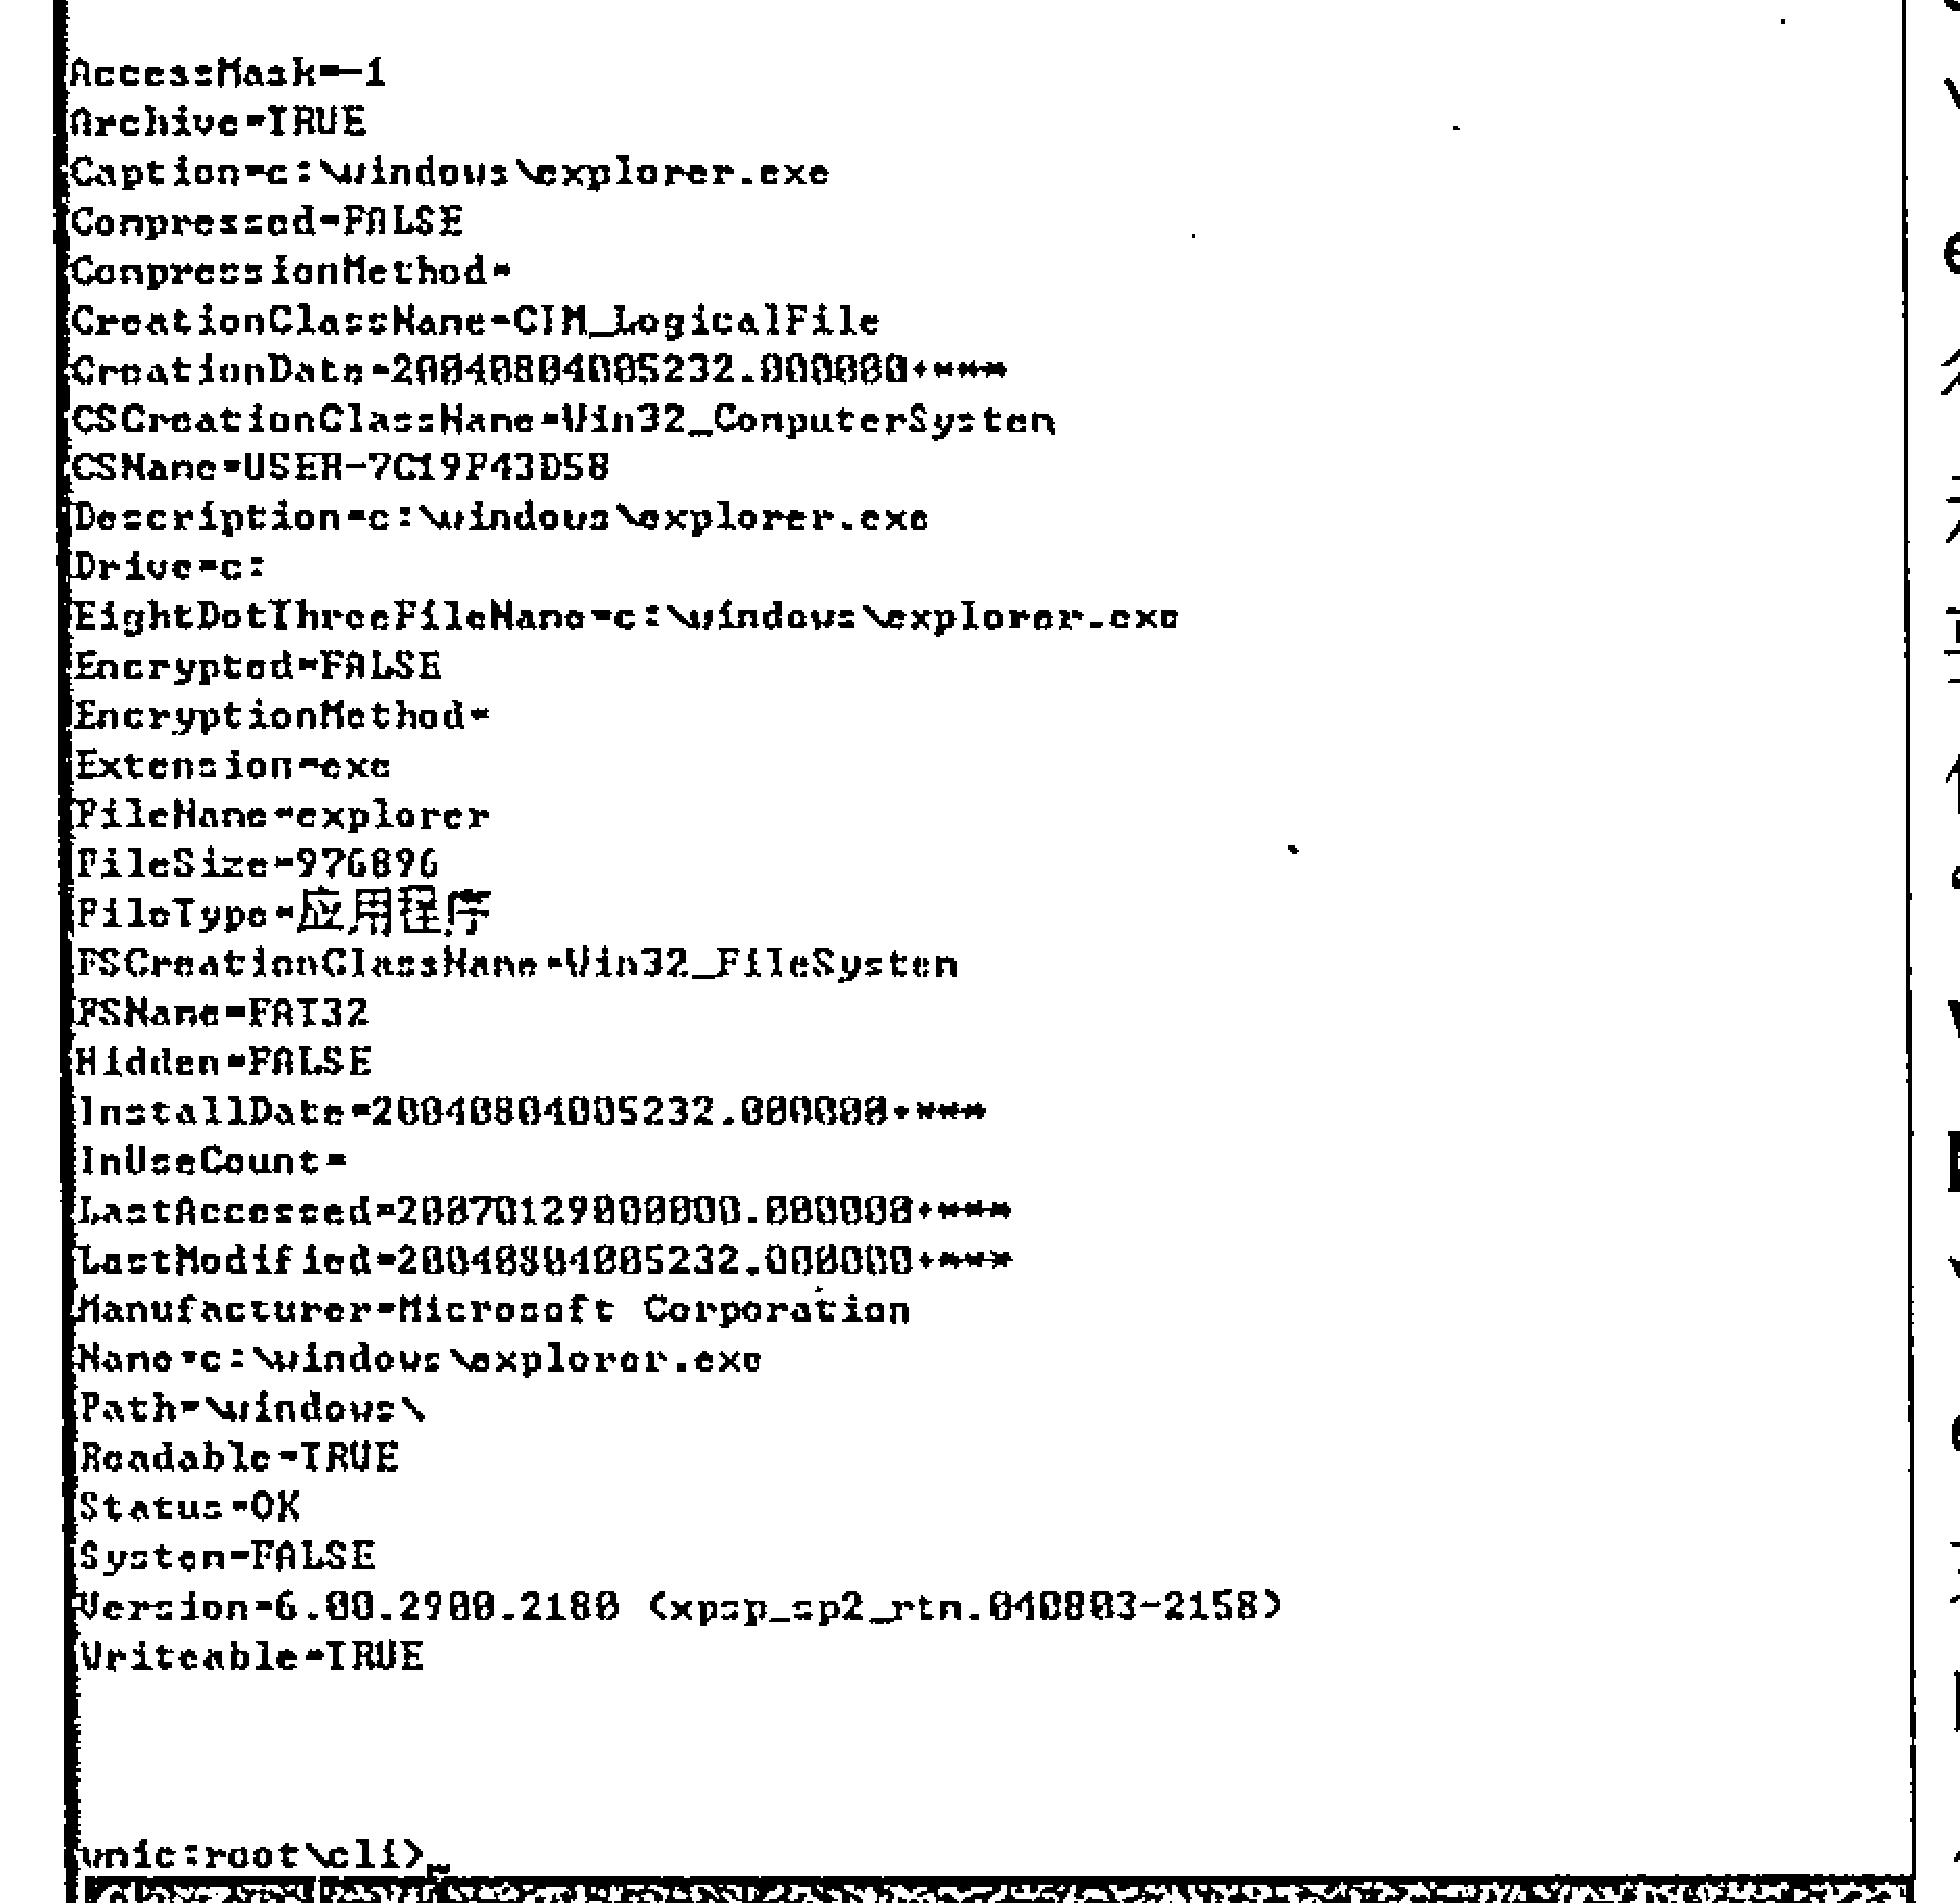 AccessMask=-1
Archive=TRUE
Caption=c:\windows\explorer.exe
Compressed=FALSE
CompressionMethod=
CreationClassName=CIM_LogicalFile
CreationDate=20040804005232.000000+***
CSCreationClassName=Win32_ComputerSystem
CSName=USER-7C19F43D58
Description=c:\windows\explorer.exe
Drive=c:
EightDotThreeFileName=c:\windows\explorer.exe
Encrypted=FALSE
EncryptionMethod=
Extension=exe
FileName=explorer
FileSize=976896
FileType=应用程序
FSCreationClassName=Win32_FileSystem
FSName=FAT32
Hidden=FALSE
InstallDate=20040804005232.000000+***
InUseCount=
LastAccessed=20070129000000.000000+***
LastModified=20040804005232.000000+***
Manufacturer=Microsoft Corporation
Name=c:\windows\explorer.exe
Path=\windows\
Readable=TRUE
Status=OK
System=FALSE
Version=6.00.2900.2180 (xpsp_sp2_rtm.040803-2158)
Writeable=TRUE
wmic:root\cli>